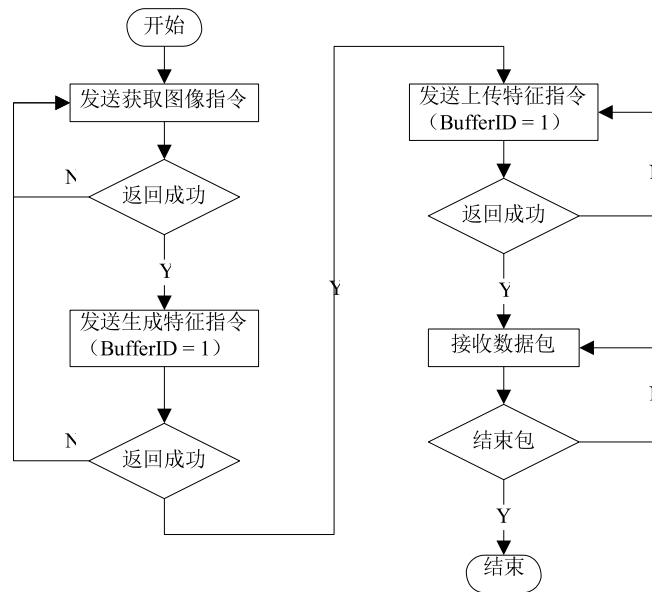 开始
发送获取图像指令
N
返回成功
Y
发送生成特征指令
（BufferID = 1）
N
返回成功
Y
发送上传特征指令
（BufferID = 1）
返回成功
Y
接收数据包
结束包
Y
结束